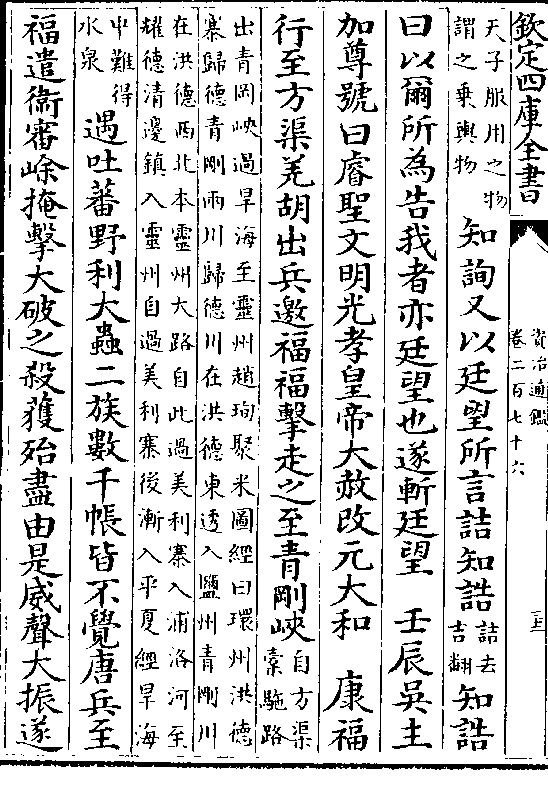 欽定四庫全書
資治通鑑
卷二百七十六
三
天子服用之物
謂之乗輿物
知詢又以廷望所言詰知誥
詰去
吉翻
知誥
曰以爾所為告我者亦廷望也遂斬廷望　壬辰吳主
加尊號曰睿聖文明光孝皇帝大赦改元大和　康福
行至方渠羌胡出兵邀福福擊走之至青剛峽
自方渠
橐駞路
出青岡峽過旱海至靈州趙珣聚米圖經曰環州洪德
寨歸德青剛兩川歸德川在洪德東透入鹽州青剛川
在洪德西北本靈州大路自此過美利寨入浦洛河至
耀德清邊鎮入靈州自過美利寨後漸入平夏經旱海
中難得
水泉
遇吐蕃野利大蟲二族數千帳皆不覺唐兵至
福遣衞審𡷫掩擊大破之殺獲殆盡由是威聲大振遂